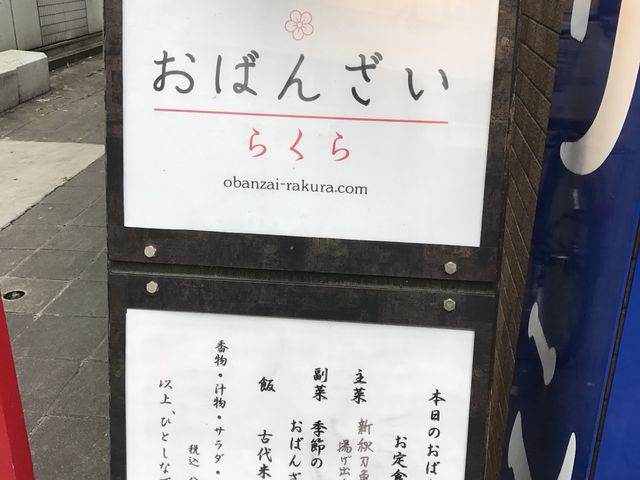 おばんざい
らくら
obanzai-rakura.com
本日のおば
お定食
主菜 新秋刀魚
揚げ出
副菜 季節の
おばんざ
飯 古代米
香物・汁物・サラダ・
税込
以上、ひとしな